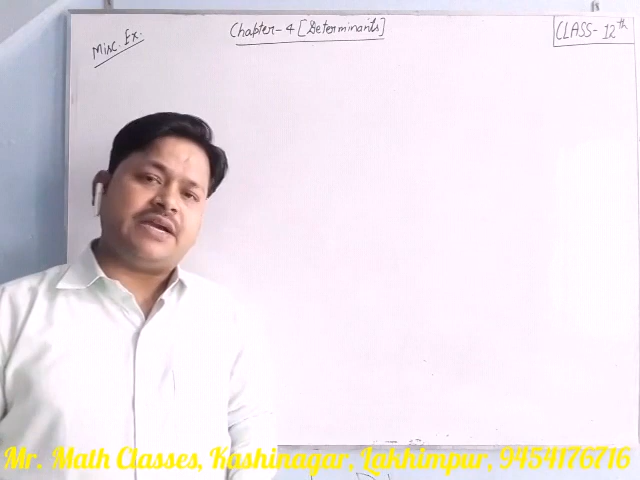 Misc. Ex.
Chapter-4 [Determinants]
CLASS-12th
Mr. Math Classes, Kashinagar, Lakhimpur, 9454176716